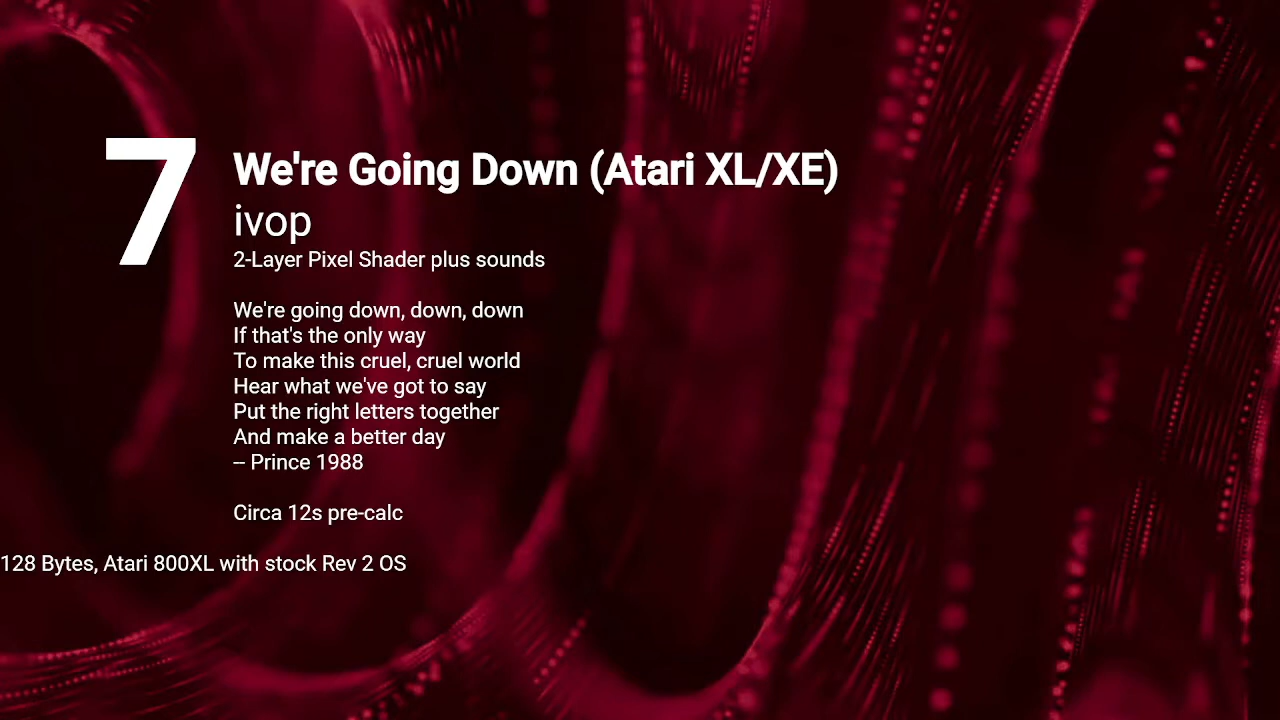 7
We're Going Down (Atari XL/XE)
ivop
2-Layer Pixel Shader plus sounds
We're going down, down, down
If that's the only way
To make this cruel, cruel world
Hear what we've got to say
Put the right letters together
And make a better day
-- Prince 1988
Circa 12s pre-calc
128 Bytes, Atari 800XL with stock Rev 2 OS